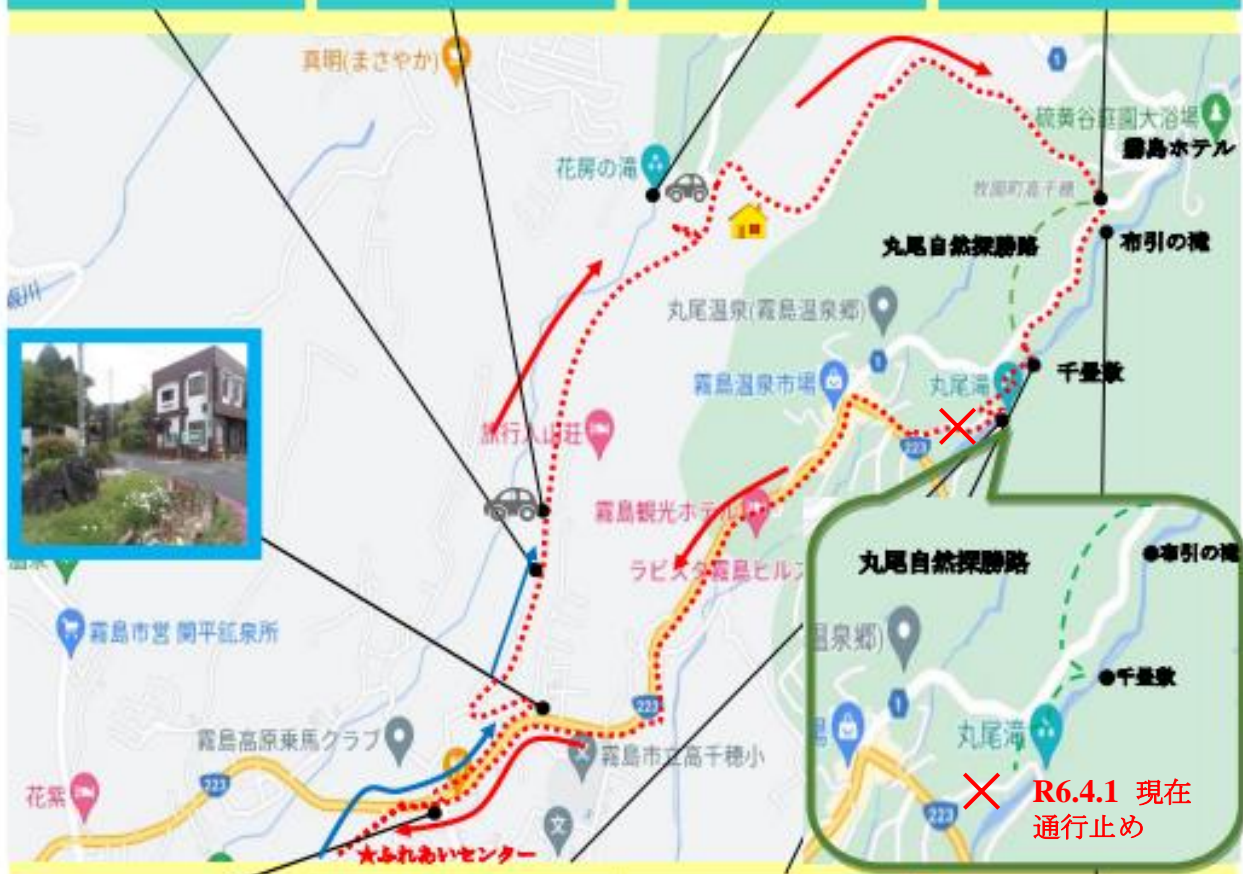 真明(まさやか)
1
硫黄谷庭園大浴場
霧島ホテル
花房の滝
牧園町高千穂
丸尾自然探勝路
布引の滝
丸尾温泉(霧島温泉郷)
1
千畳敷
霧島温泉市場
丸尾滝
旅行人山荘
223
霧島観光ホテル
ラビスタ霧島ヒルズ
丸尾自然探勝路
布引の滝
霧島市営 関平鉱泉所
温泉郷)
千畳敷
1
223
霧島高原乗馬クラブ
霧島市立高千穂小
場
丸尾滝
223
花紫
文
223
R6.4.1 現在
通行止め
★ふれあいセンター